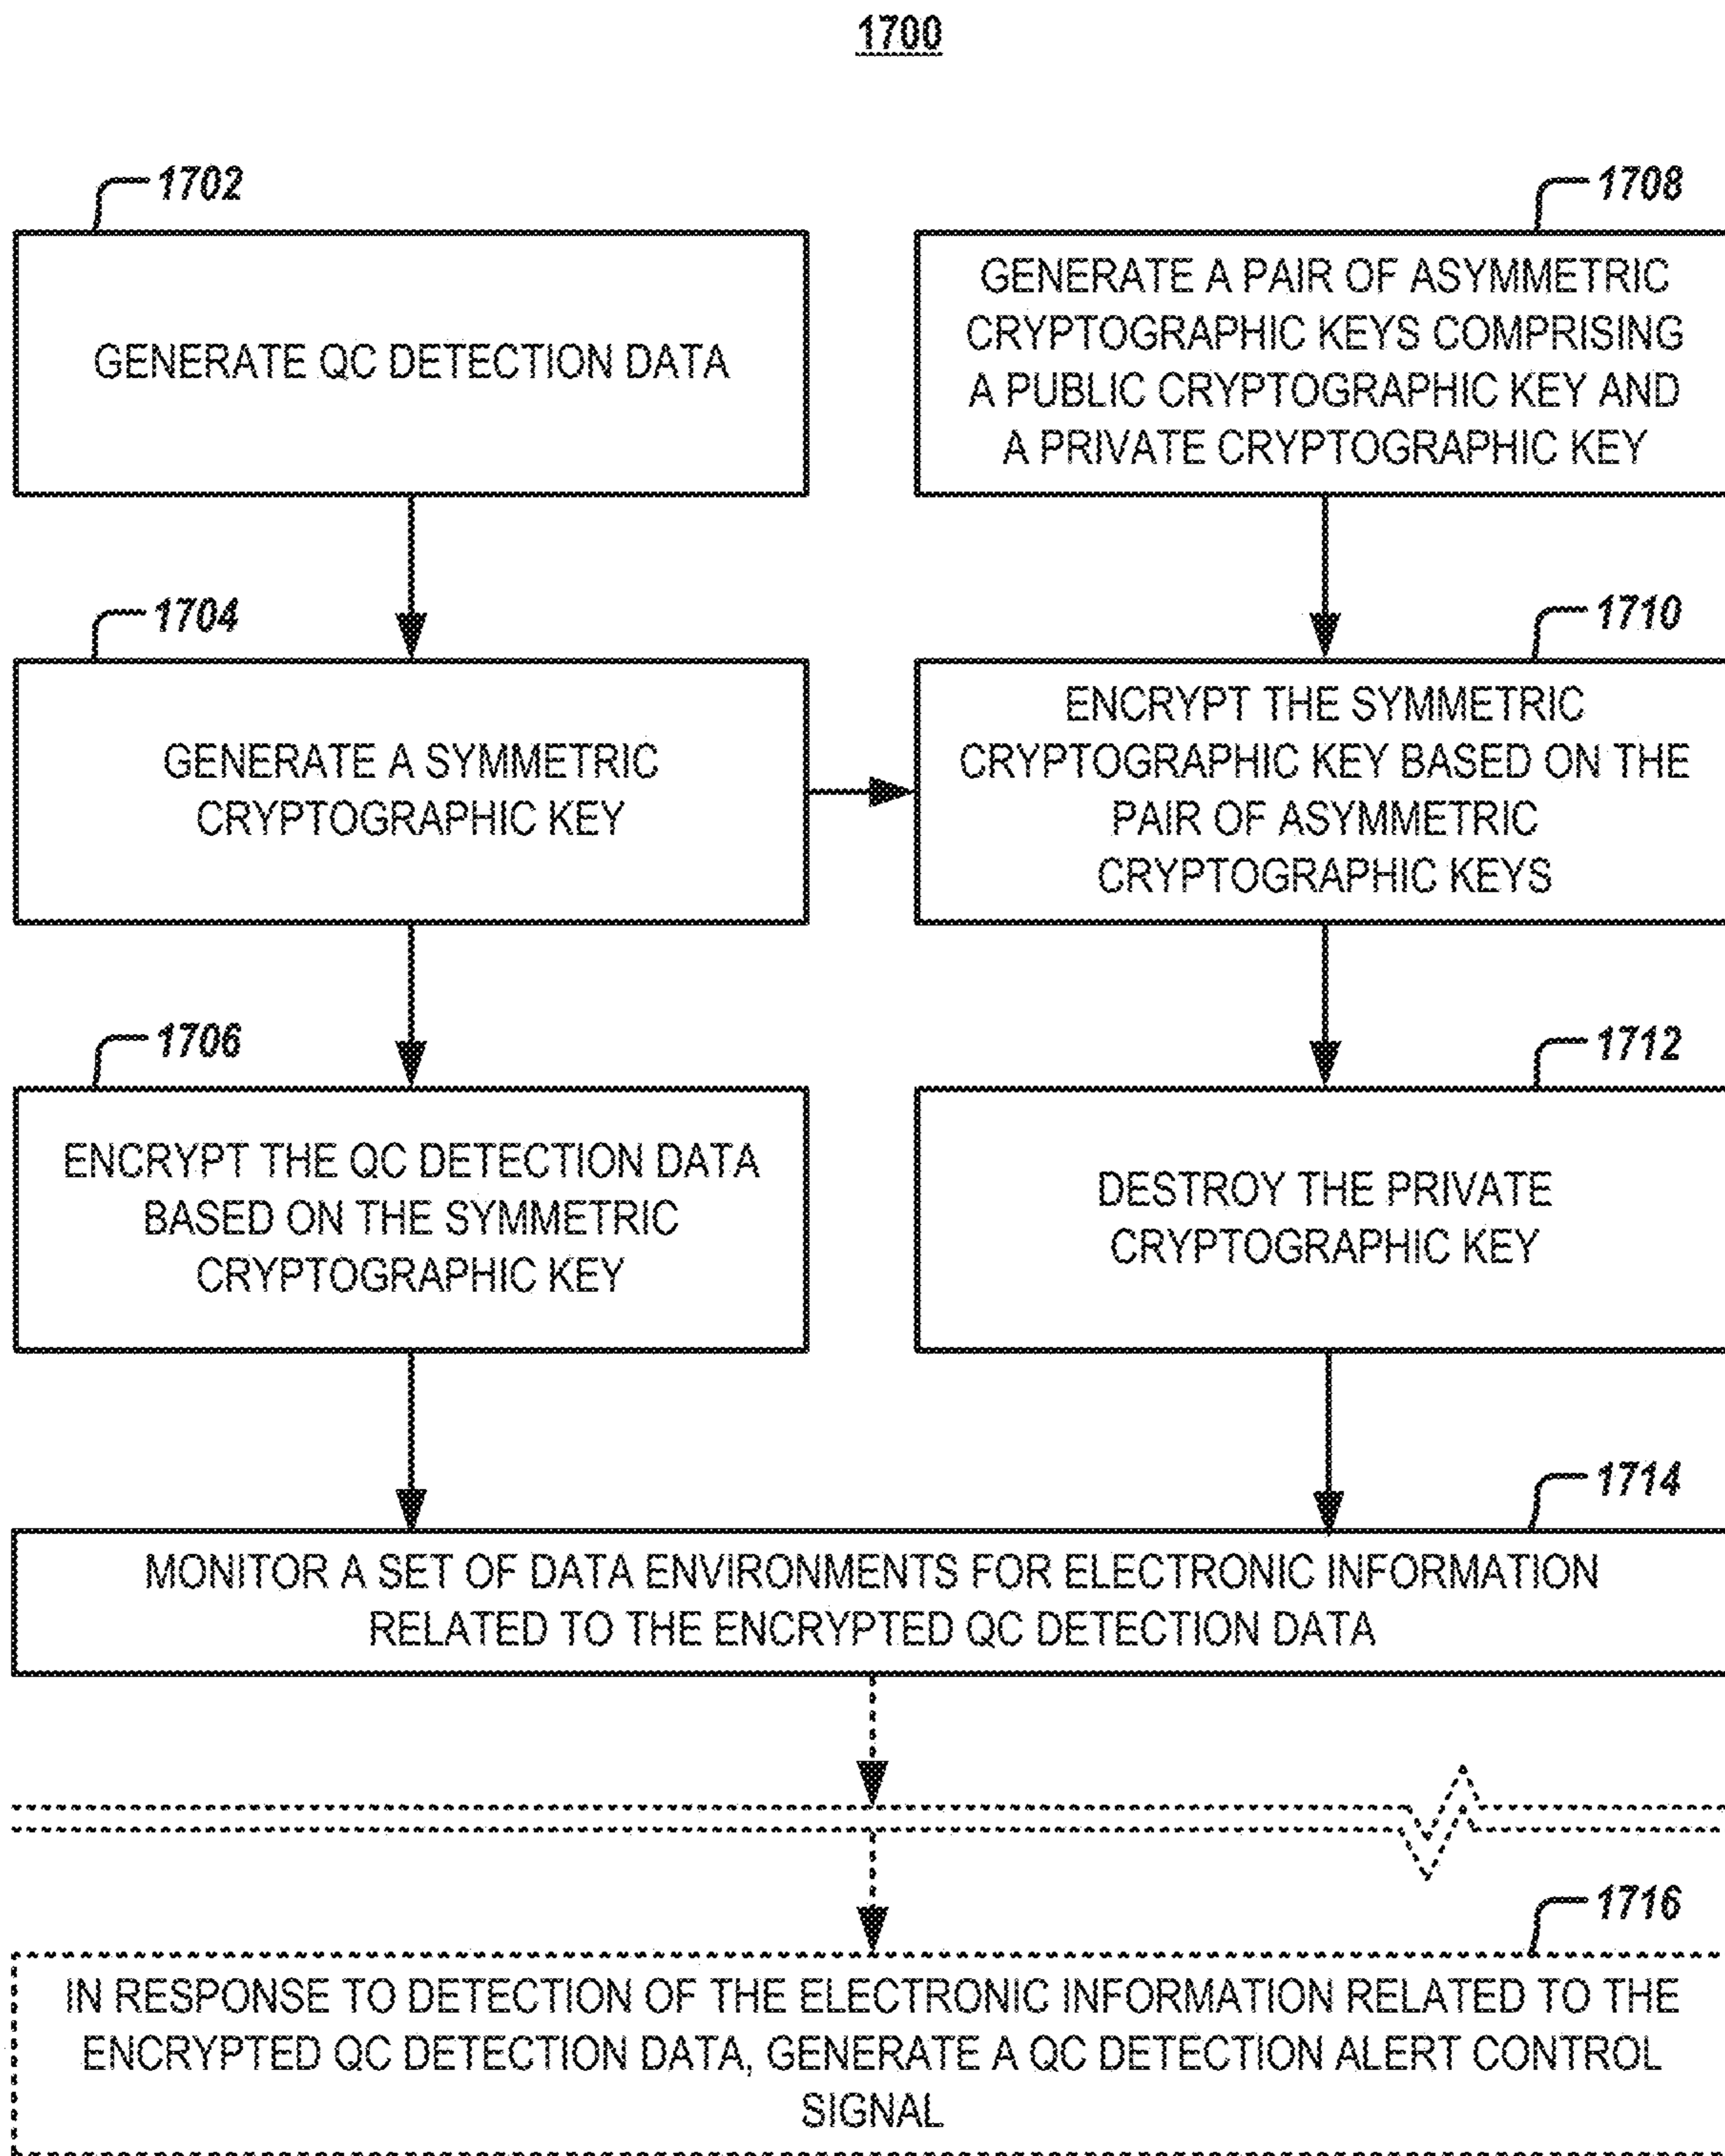 1700
1702
GENERATE QC DETECTION DATA
1708
GENERATE A PAIR OF ASYMMETRIC
CRYPTOGRAPHIC KEYS COMPRISING
A PUBLIC CRYPTOGRAPHIC KEY AND
A PRIVATE CRYPTOGRAPHIC KEY
1704
GENERATE A SYMMETRIC
CRYPTOGRAPHIC KEY
1710
ENCRYPT THE SYMMETRIC
CRYPTOGRAPHIC KEY BASED ON THE
PAIR OF ASYMMETRIC
CRYPTOGRAPHIC KEYS
1706
ENCRYPT THE QC DETECTION DATA
BASED ON THE SYMMETRIC
CRYPTOGRAPHIC KEY
1712
DESTROY THE PRIVATE
CRYPTOGRAPHIC KEY
1714
MONITOR A SET OF DATA ENVIRONMENTS FOR ELECTRONIC INFORMATION
RELATED TO THE ENCRYPTED QC DETECTION DATA
1716
IN RESPONSE TO DETECTION OF THE ELECTRONIC INFORMATION RELATED TO THE
ENCRYPTED QC DETECTION DATA, GENERATE A QC DETECTION ALERT CONTROL
SIGNAL